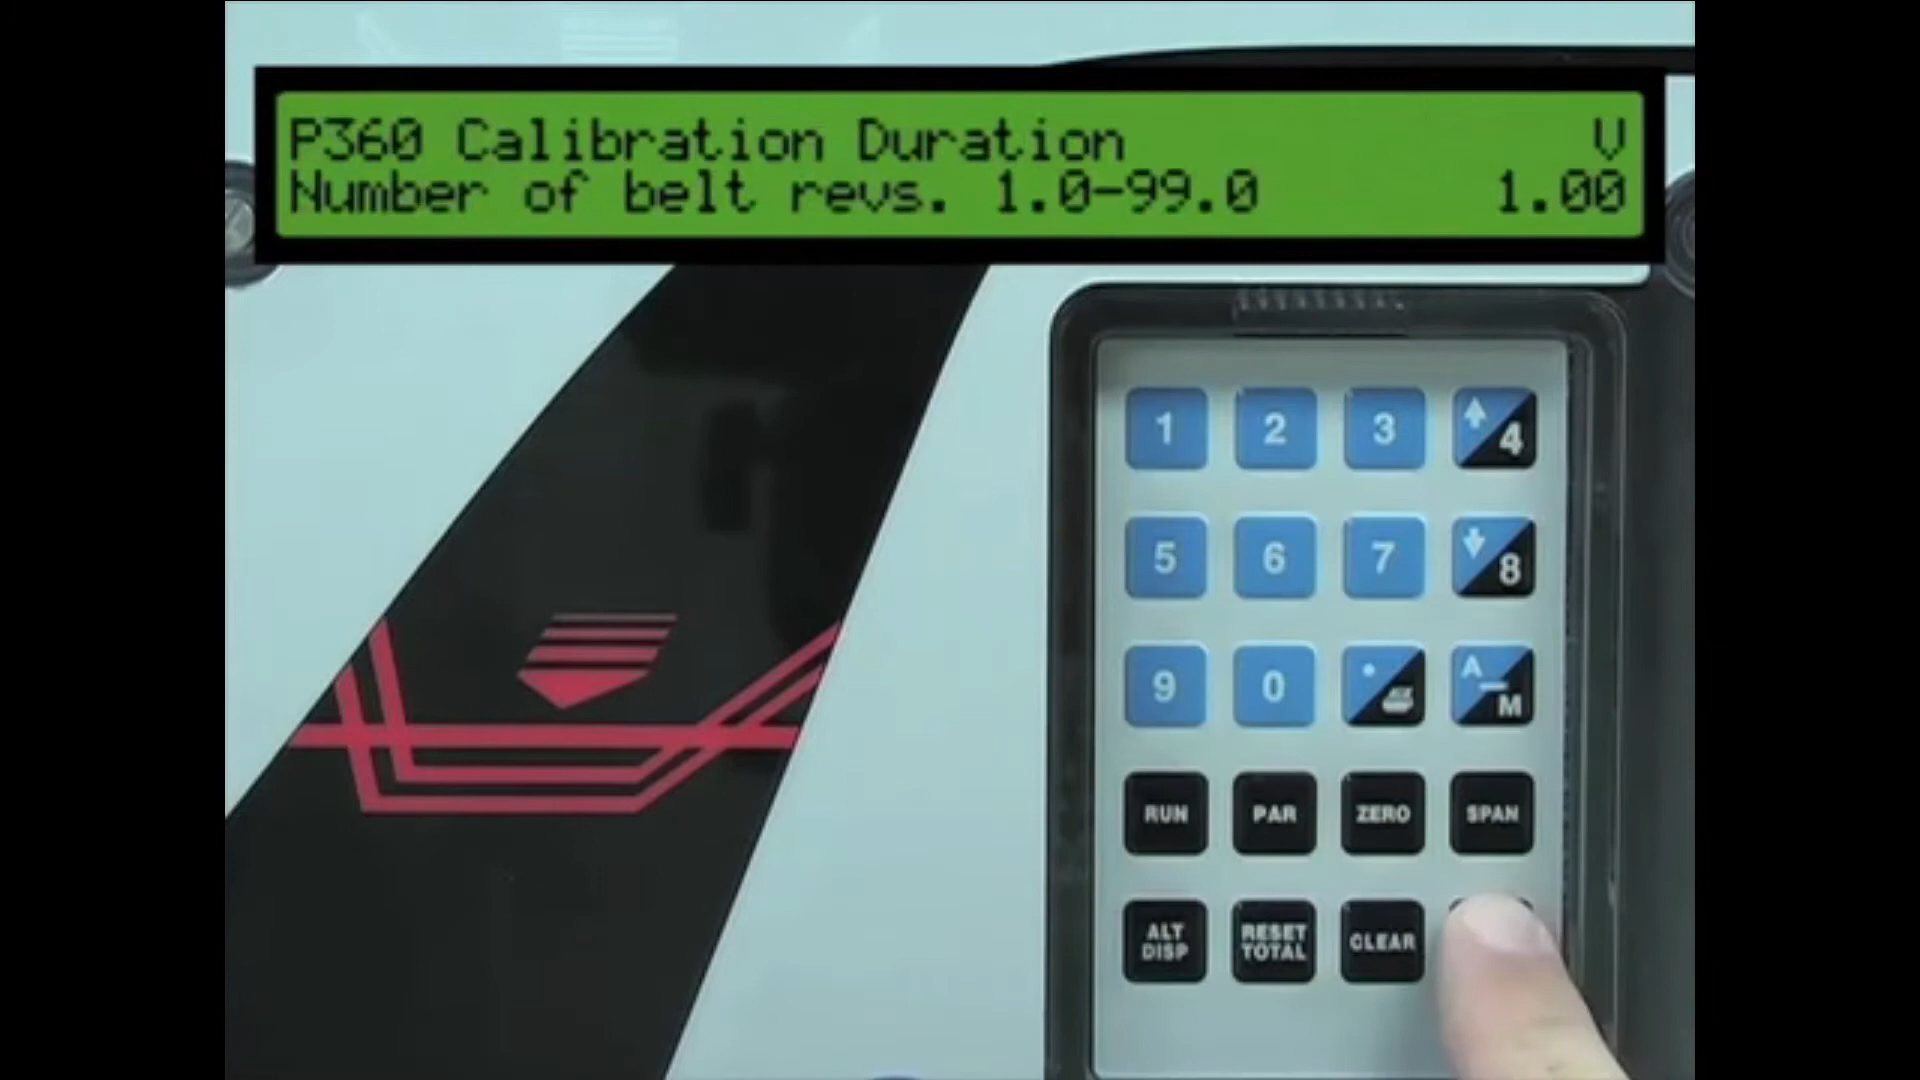 P360 Calibration Duration V
Number of belt revs. 1.0-99.0 1.00
1 2 3 4
5 6 7 8
9 0 A M
RUN PAR ZERO SPAN
ALT DISP RESET TOTAL CLEAR